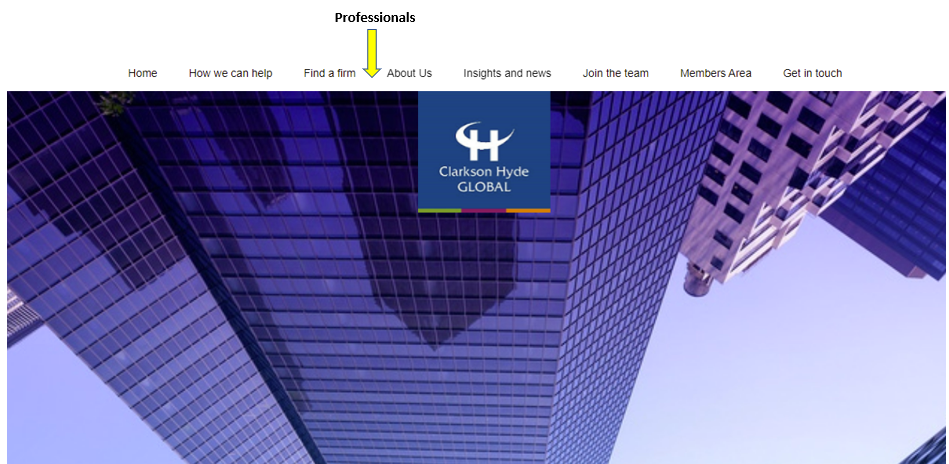 Professionals
Home How we can help Find a firm About Us Insights and news Join the team Members Area Get in touch
Clarkson Hyde
GLOBAL